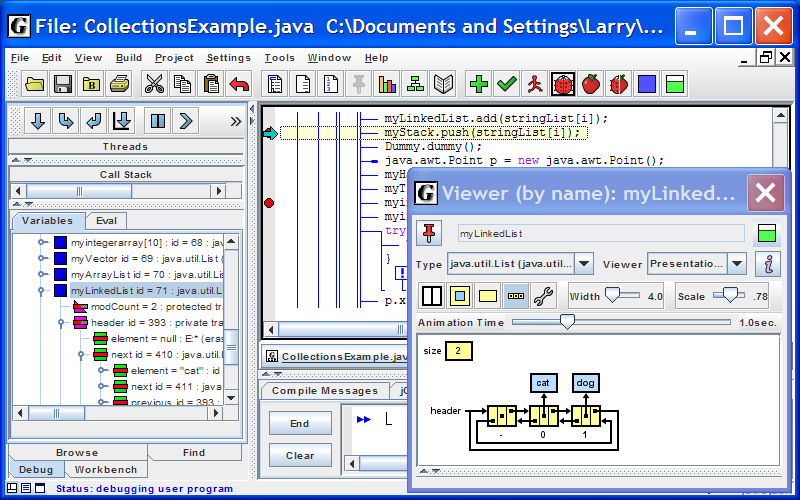 File: CollectionsExample.java C:\Documents and Settings\Larry\...
File Edit View Build Project Settings Tools Window Help
Threads
Call Stack
Variables Eval
myintegerarray[10] : id = 68 : java
myVector = id = 69 : java.util.List (
myArrayList id = 70 : java.util.List
myLinkedList id = 71 : java.util.L
modCount = 2 : protected tra
header id = 393 : private tra
element = null : E:* (eras
next id = 410 : java.util
element = "cat" : id
next id = 411 : java
previous id = 393 :
Browse Find
Debug Workbench
Status: debugging user program
myLinkedList.add(stringList[i]);
myStack.push(stringList[i]);
Dummy.dummy();
java.awt.Point p = new java.awt.Point();
myH
myT
myi
try
}
p.x
CollectionsExample.jav
Compile Messages jG
End
Clear
Viewer (by name): myLinked...
myLinkedList
Type java.util.List (java.util.... Viewer Presentatio...
Width 4.0 Scale .78
Animation Time 1.0sec.
size 2
cat dog
header
- 0 1